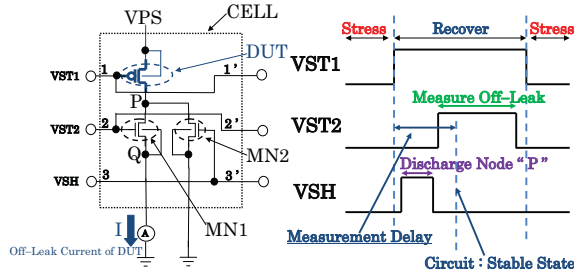 VPS
CELL
DUT
VST1
1
1'
P
VST2
2
2'
Q
MN2
VSH
3
3'
MN1
I
A
Off-Leak Current of DUT
Stress
Recover
Stress
VST1
Measure Off-Leak
VST2
Discharge Node "P"
VSH
Measurement Delay
Circuit : Stable State